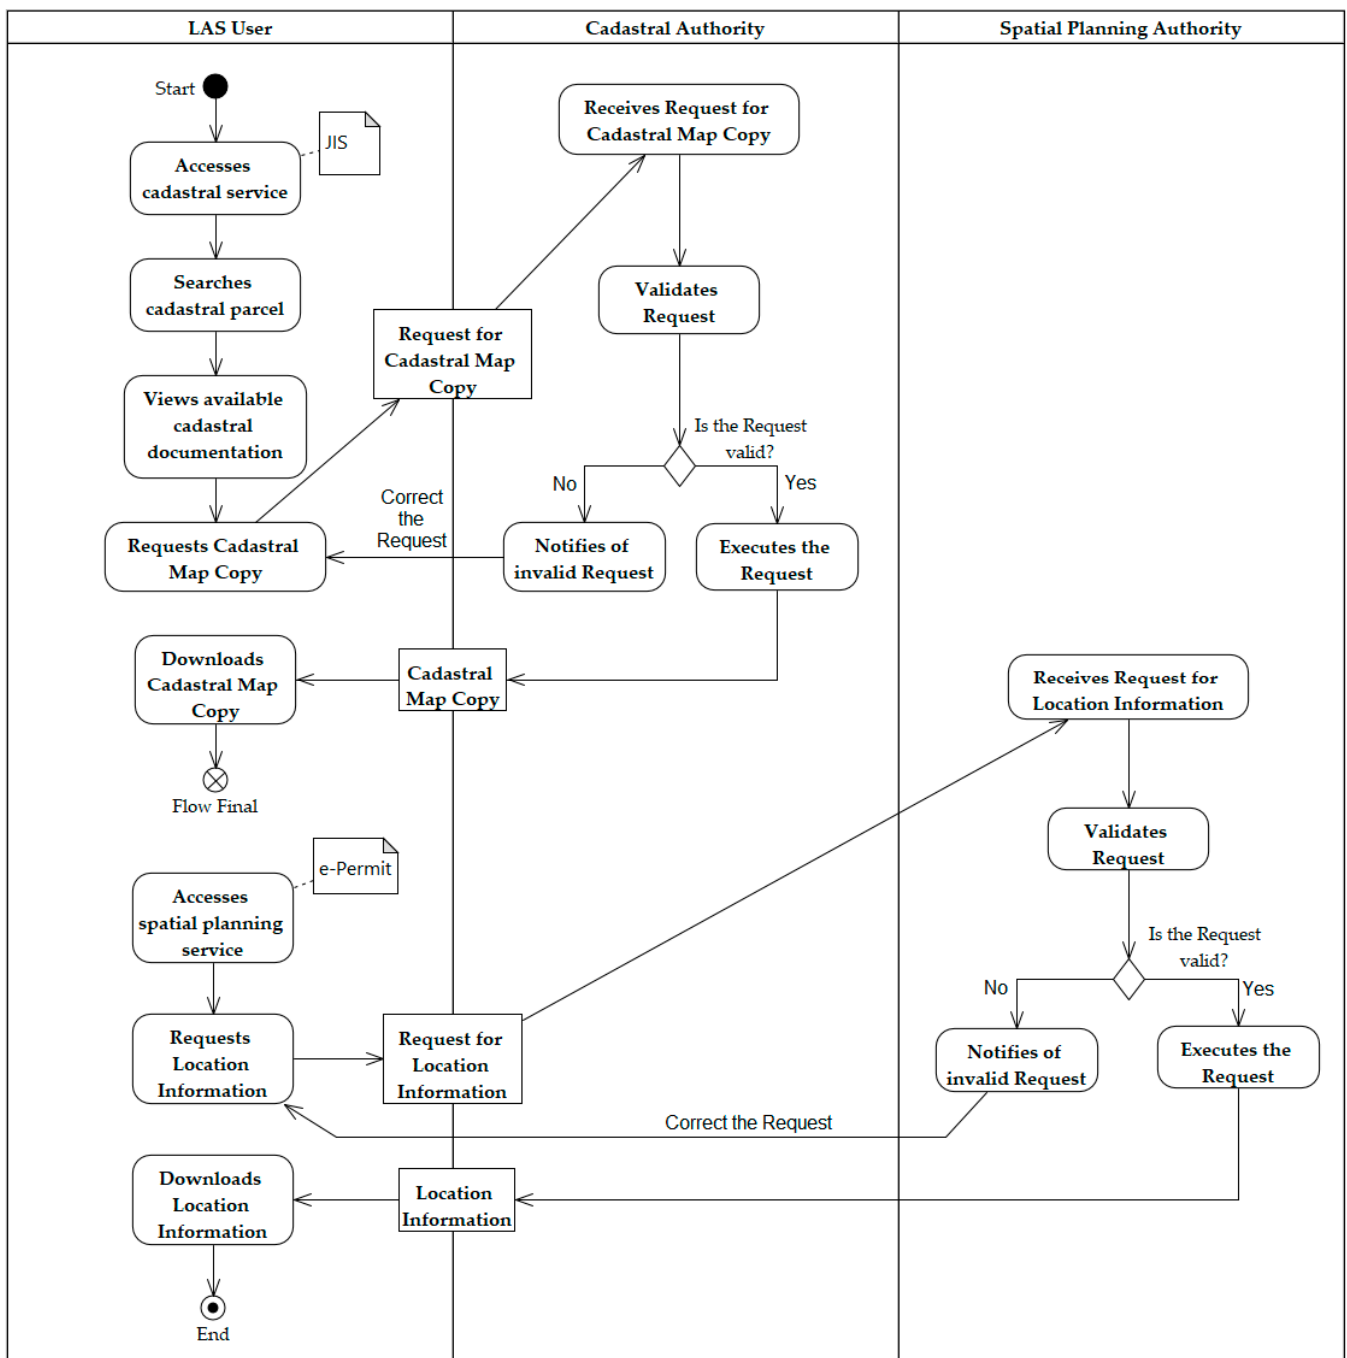 LAS User
Cadastral Authority
Spatial Planning Authority
Start
JIS
Accesses
cadastral service
Searches
cadastral parcel
Views available
cadastral
documentation
Requests Cadastral
Map Copy
Request for
Cadastral Map
Copy
Receives Request for
Cadastral Map Copy
Validates
Request
Is the Request
valid?
No
Yes
Correct
the
Request
Notifies of
invalid Request
Executes the
Request
Downloads
Cadastral Map
Copy
Cadastral
Map Copy
Flow Final
Receives Request for
Location Information
Validates
Request
Is the Request
valid?
No
Yes
e-Permit
Accesses
spatial planning
service
Requests
Location
Information
Request for
Location
Information
Notifies of
invalid Request
Executes the
Request
Correct the Request
Downloads
Location
Information
Location
Information
End